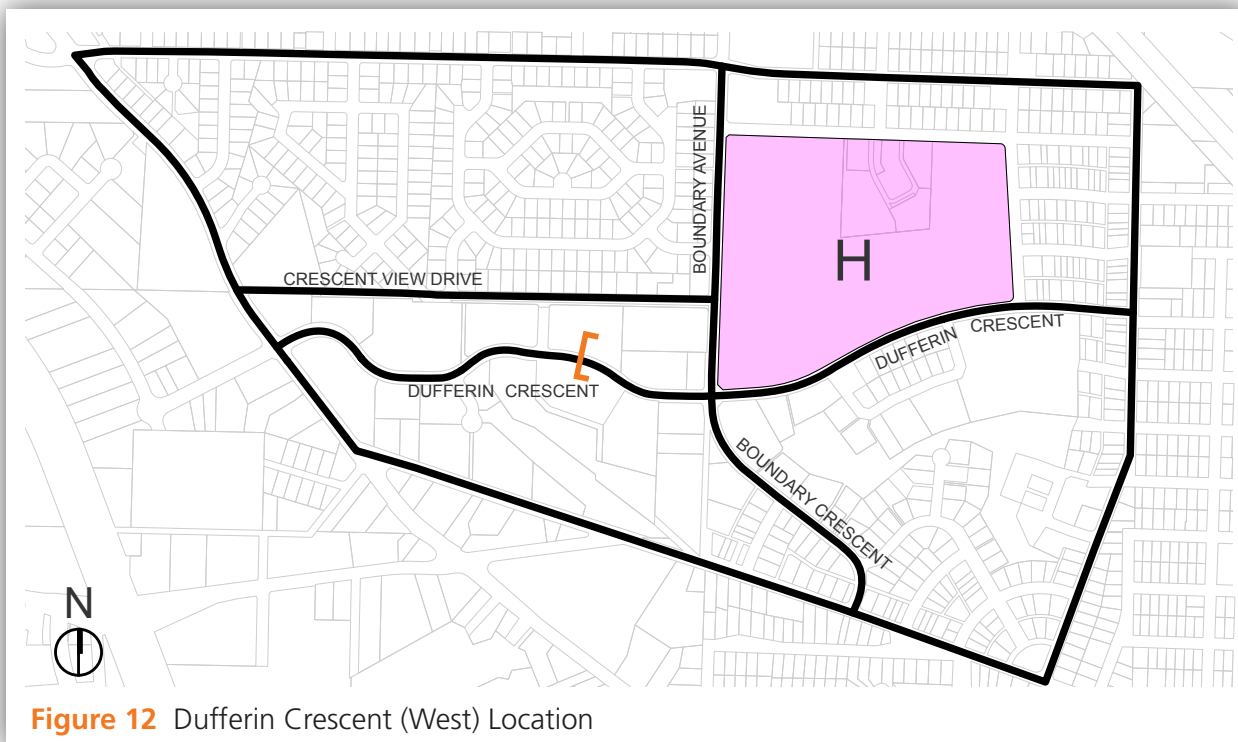 BOUNDARY AVENUE
H
CRESCENT VIEW DRIVE
DUFFERIN CRESCENT
DUFFERIN CRESCENT
BOUNDARY CRESCENT
N
Figure 12 Dufferin Crescent (West) Location